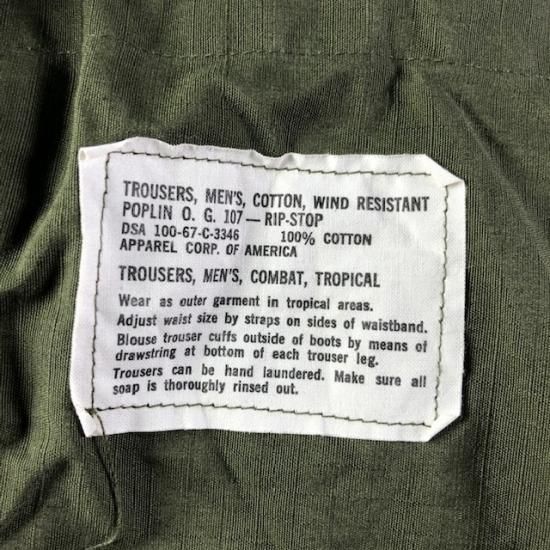 TROUSERS, MEN'S, COTTON, WIND RESISTANT
POPLIN O. G. 107 — RIP-STOP
DSA 100-67-C-3346 100% COTTON
APPAREL CORP. OF AMERICA
TROUSERS, MEN'S, COMBAT, TROPICAL
Wear as outer garment in tropical areas.
Adjust waist size by straps on sides of waistband.
Blouse trouser cuffs outside of boots by means of
drawstring at bottom of each trouser leg.
Trousers can be hand laundered. Make sure all
soap is thoroughly rinsed out.